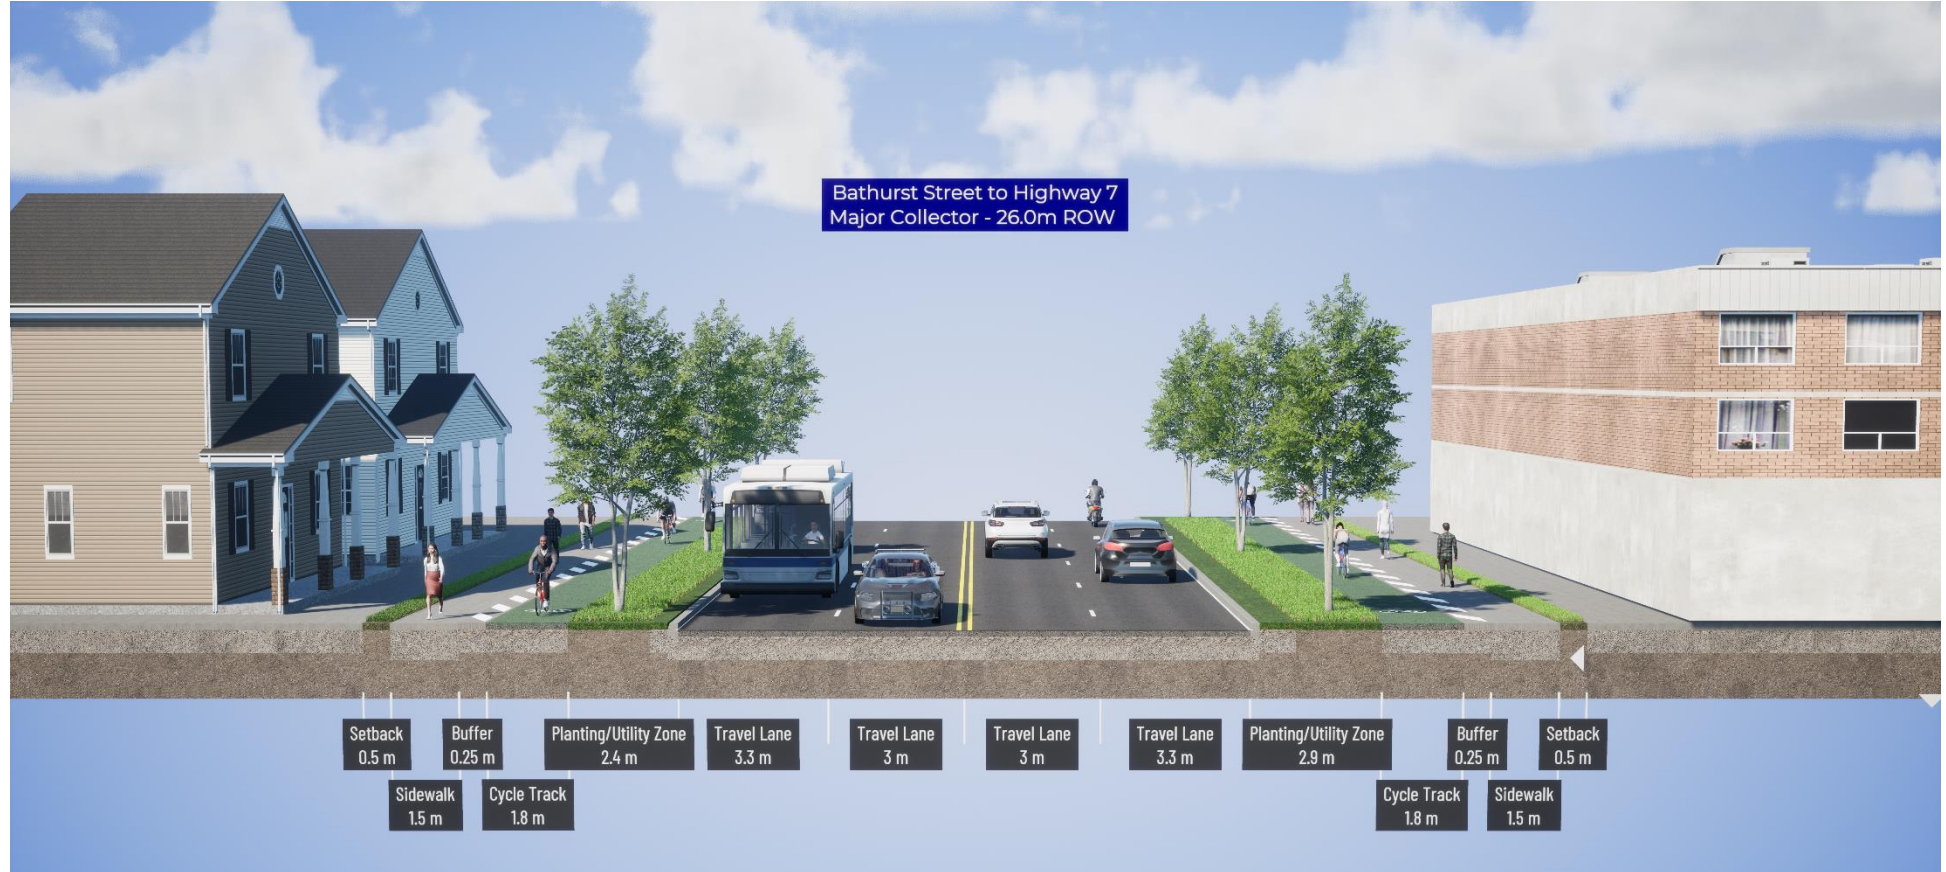 Bathurst Street to Highway 7
Major Collector - 26.0m ROW
Setback
0.5 m
Sidewalk
1.5 m
Buffer
0.25 m
Cycle Track
1.8 m
Planting/Utility Zone
2.4 m
Travel Lane
3.3 m
Travel Lane
3 m
Travel Lane
3 m
Travel Lane
3.3 m
Planting/Utility Zone
2.9 m
Cycle Track
1.8 m
Buffer
0.25 m
Sidewalk
1.5 m
Setback
0.5 m